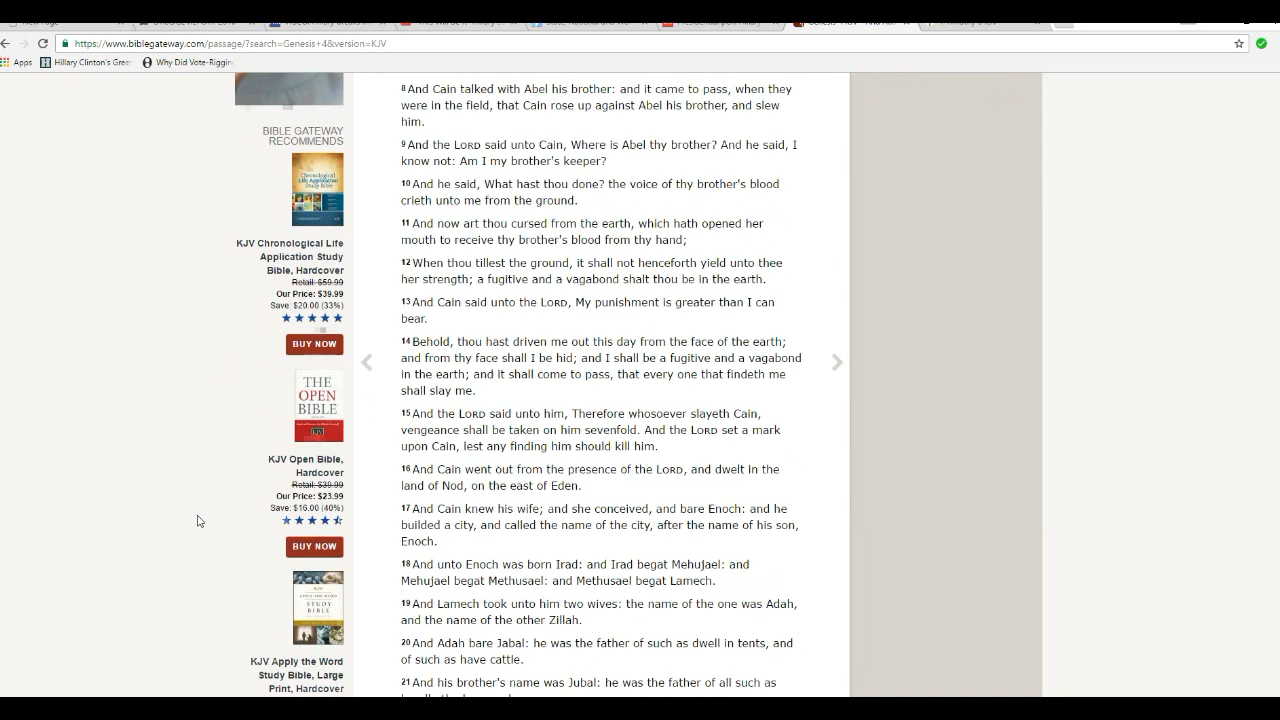 https://www.biblegateway.com/passage/?search=Genesis+4&version=KJV
Apps Hillary Clinton's Greet Why Did Vote-Rigging
BIBLE GATEWAY
RECOMMENDS
KJV Chronological Life
Application Study
Bible, Hardcover
Retail: $59.99
Our Price: $39.99
Save: $20.00 (33%)
BUY NOW
THE
OPEN
BIBLE
KJV Open Bible,
Hardcover
Retail: $39.99
Our Price: $23.99
Save: $16.00 (40%)
BUY NOW
APPLY THE WORD
STUDY
BIBLE
KJV Apply the Word
Study Bible, Large
Print, Hardcover
8 And Cain talked with Abel his brother: and it came to pass, when they
were in the field, that Cain rose up against Abel his brother, and slew
him.
9 And the LORD said unto Cain, Where is Abel thy brother? And he said, I
know not: Am I my brother's keeper?
10 And he said, What hast thou done? the voice of thy brother's blood
crieth unto me from the ground.
11 And now art thou cursed from the earth, which hath opened her
mouth to receive thy brother's blood from thy hand;
12 When thou tillest the ground, it shall not henceforth yield unto thee
her strength; a fugitive and a vagabond shalt thou be in the earth.
13 And Cain said unto the LORD, My punishment is greater than I can
bear.
14 Behold, thou hast driven me out this day from the face of the earth;
and from thy face shall I be hid; and I shall be a fugitive and a vagabond
in the earth; and it shall come to pass, that every one that findeth me
shall slay me.
15 And the LORD said unto him, Therefore whosoever slayeth Cain,
vengeance shall be taken on him sevenfold. And the LORD set a mark
upon Cain, lest any finding him should kill him.
16 And Cain went out from the presence of the LORD, and dwelt in the
land of Nod, on the east of Eden.
17 And Cain knew his wife; and she conceived, and bare Enoch: and he
builded a city, and called the name of the city, after the name of his son,
Enoch.
18 And unto Enoch was born Irad: and Irad begat Mehujael: and
Mehujael begat Methusael: and Methusael begat Lamech.
19 And Lamech took unto him two wives: the name of the one was Adah,
and the name of the other Zillah.
20 And Adah bare Jabal: he was the father of such as dwell in tents, and
of such as have cattle.
21 And his brother's name was Jubal: he was the father of all such as